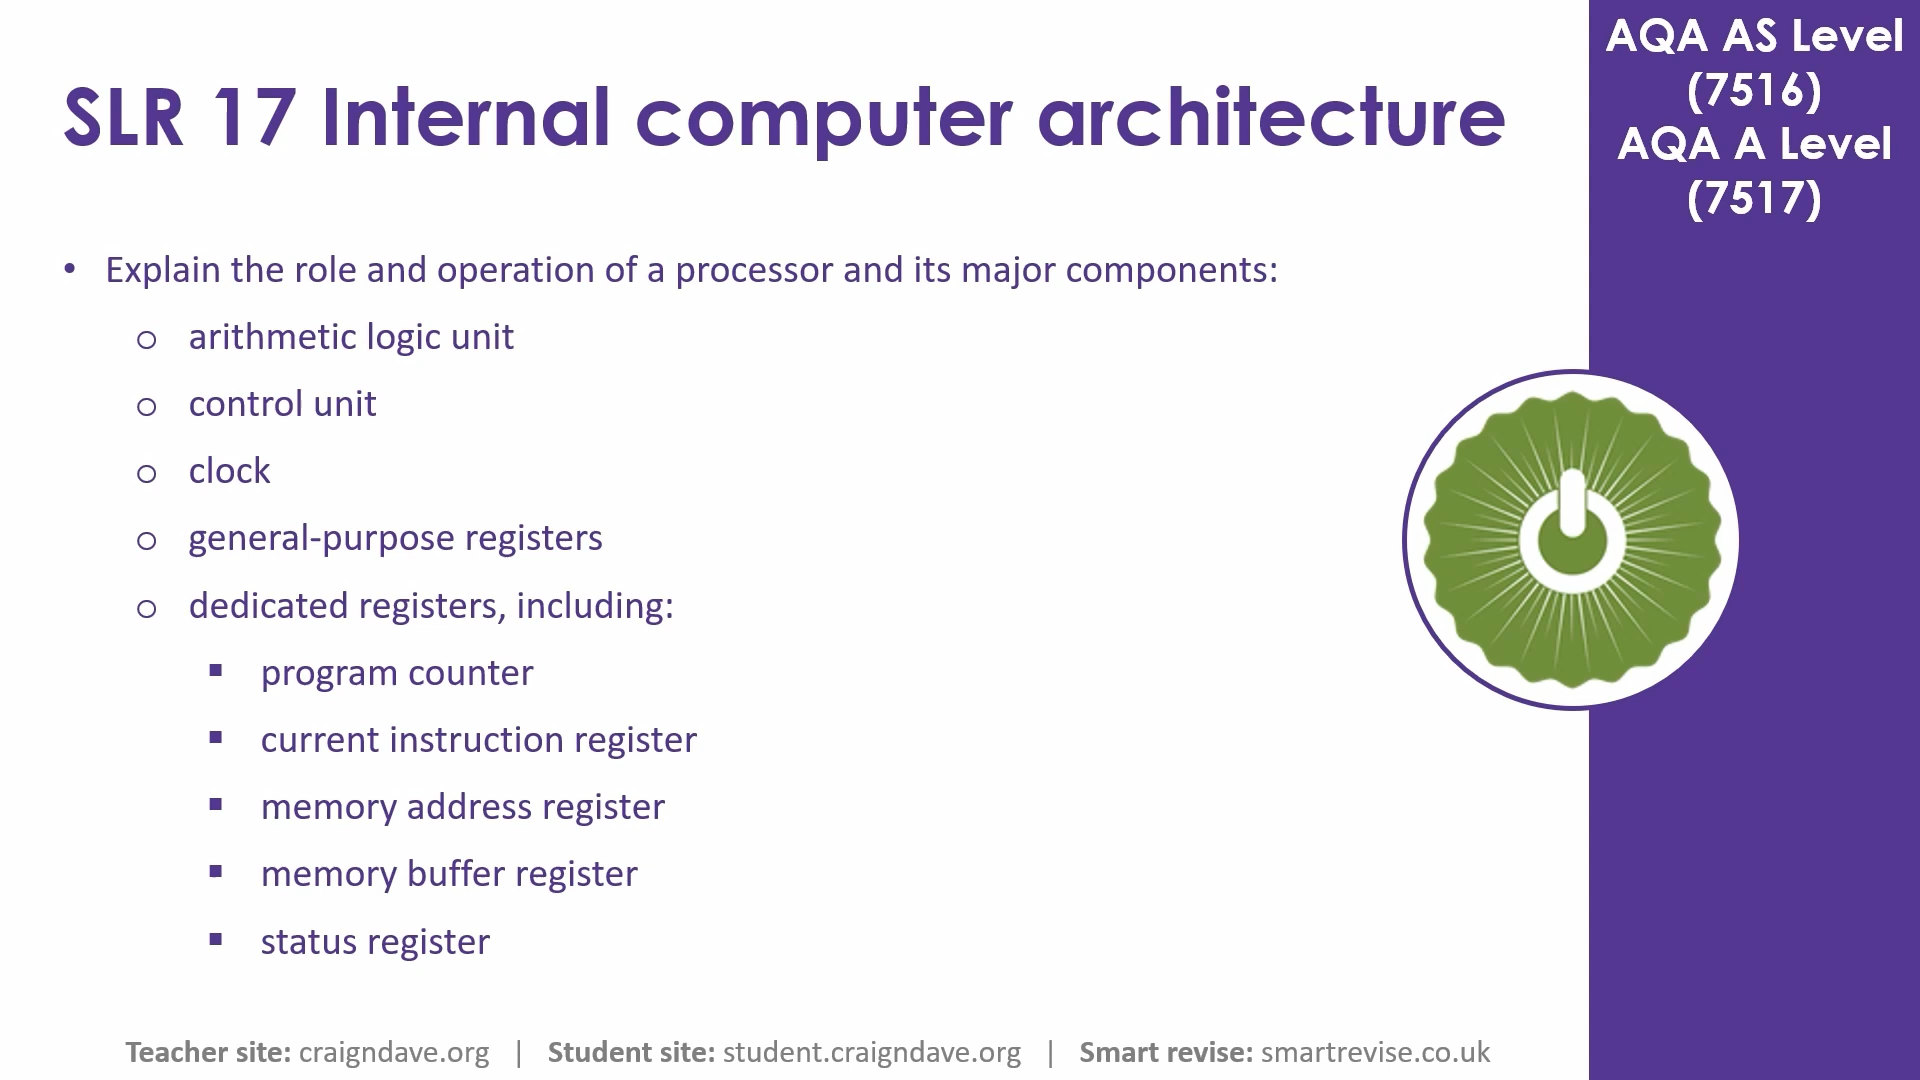 SLR 17 Internal computer architecture
AQA AS Level
(7516)
AQA A Level
(7517)
• Explain the role and operation of a processor and its major components:
o arithmetic logic unit
o control unit
o clock
o general-purpose registers
o dedicated registers, including:
▪ program counter
▪ current instruction register
▪ memory address register
▪ memory buffer register
▪ status register
Teacher site: craigndave.org | Student site: student.craigndave.org | Smart revise: smartrevise.co.uk